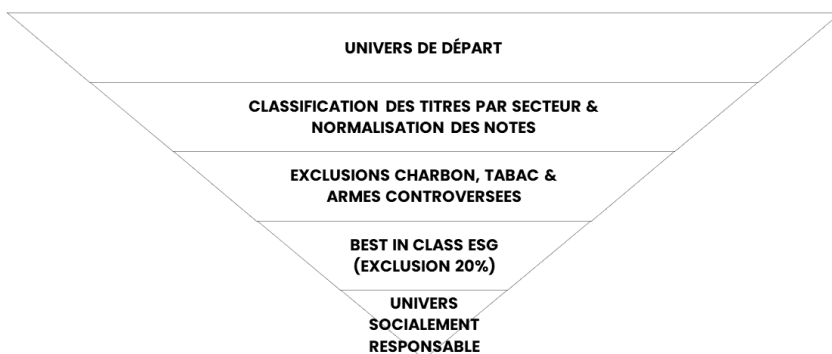 UNIVERS DE DÉPART
CLASSIFICATION DES TITRES PAR SECTEUR &
NORMALISATION DES NOTES
EXCLUSIONS CHARBON, TABAC &
ARMES CONTROVERSEES
BEST IN CLASS ESG
(EXCLUSION 20%)
UNIVERS
SOCIALEMENT
RESPONSABLE